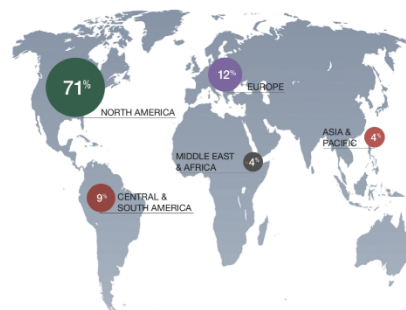 71%
NORTH AMERICA
12%
EUROPE
ASIA &
PACIFIC
4%
MIDDLE EAST
& AFRICA
4%
9%
CENTRAL &
SOUTH AMERICA